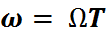 𝝎 = Ω𝑻